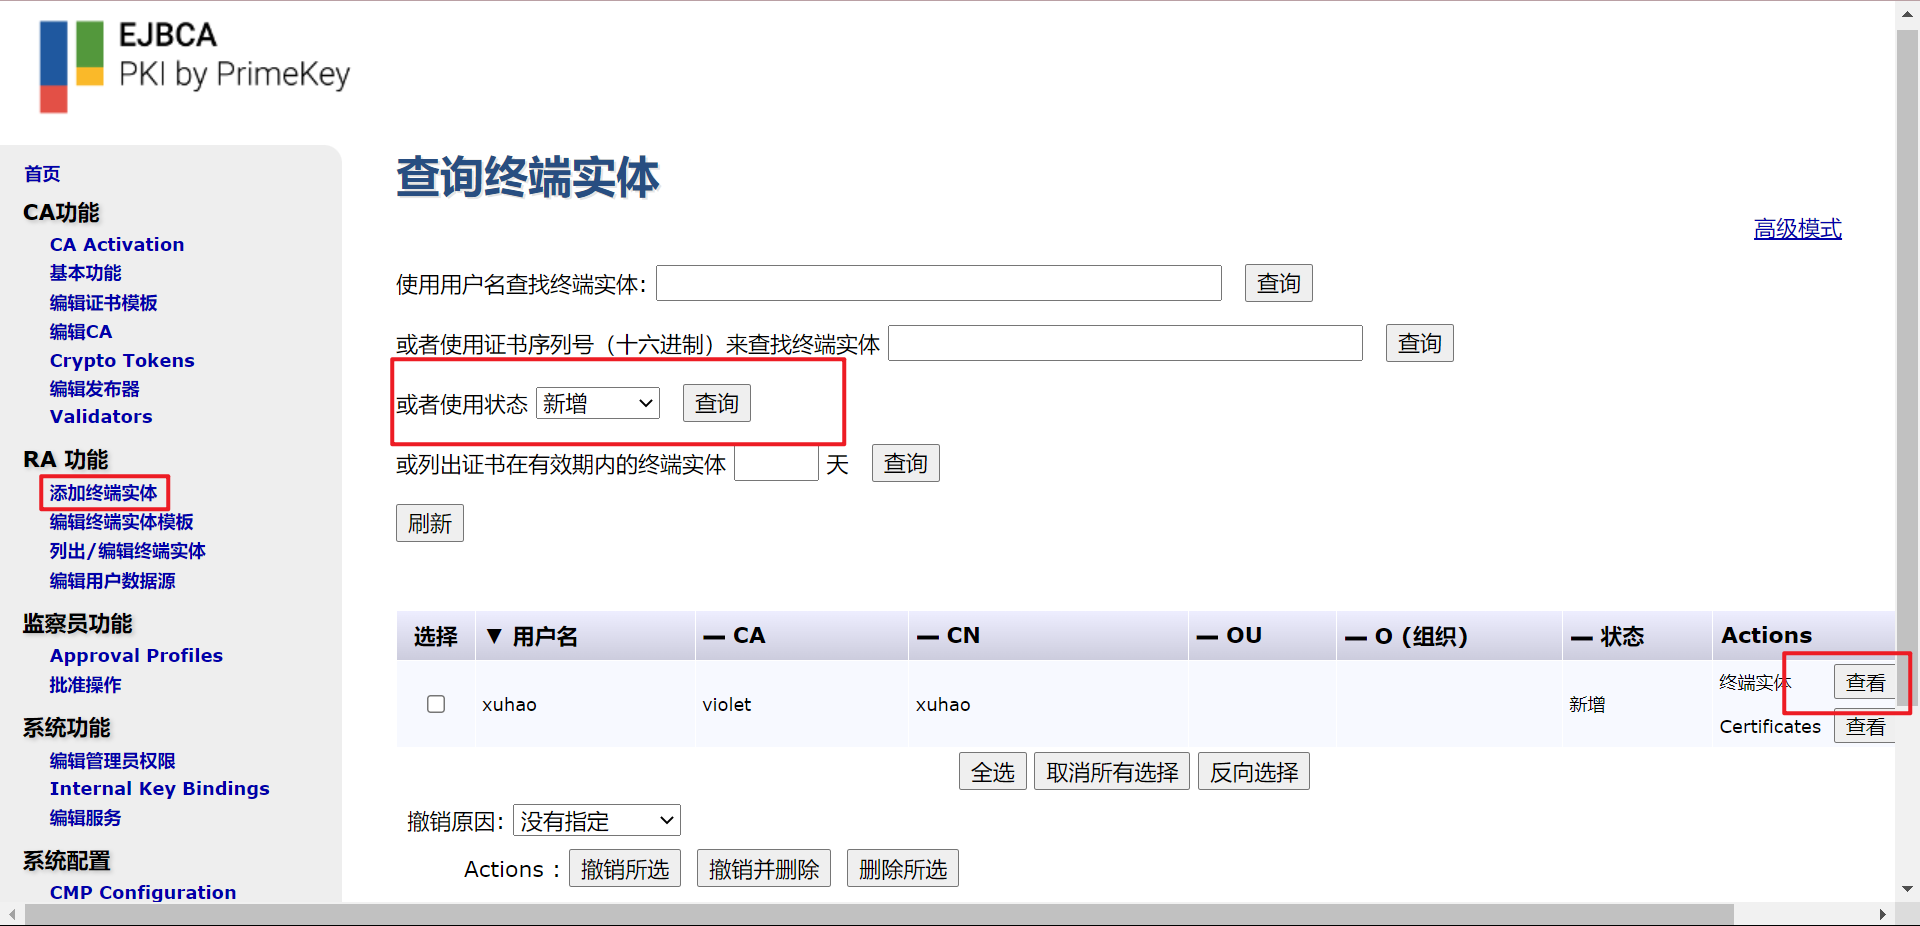 EJBCA
PKI by PrimeKey
首页
CA功能
CA Activation
基本功能
编辑证书模板
编辑CA
Crypto Tokens
编辑发布器
Validators
RA 功能
添加终端实体
编辑终端实体模板
列出/编辑终端实体
编辑用户数据源
监察员功能
Approval Profiles
批准操作
系统功能
编辑管理员权限
Internal Key Bindings
编辑服务
系统配置
CMP Configuration
查询终端实体
高级模式
使用用户名查找终端实体: 查询
或者使用证书序列号（十六进制）来查找终端实体 查询
或者使用状态 新增 查询
或列出证书在有效期内的终端实体 天 查询
刷新
选择 ▼ 用户名 — CA — CN — OU — O (组织) — 状态 Actions
终端实体 查看
xuhao violet xuhao 新增
Certificates 查看
全选 取消所有选择 反向选择
撤销原因: 没有指定
Actions : 撤销所选 撤销并删除 删除所选